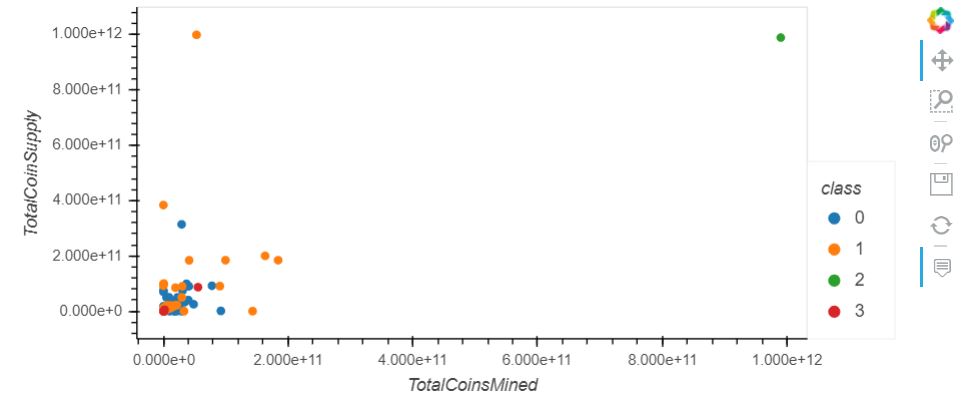 TotalCoinSupply
1.000e+12
8.000e+11
6.000e+11
4.000e+11
2.000e+11
0.000e+0
0.000e+0 2.000e+11 4.000e+11 6.000e+11 8.000e+11 1.000e+12
TotalCoinsMined
class
0
1
2
3